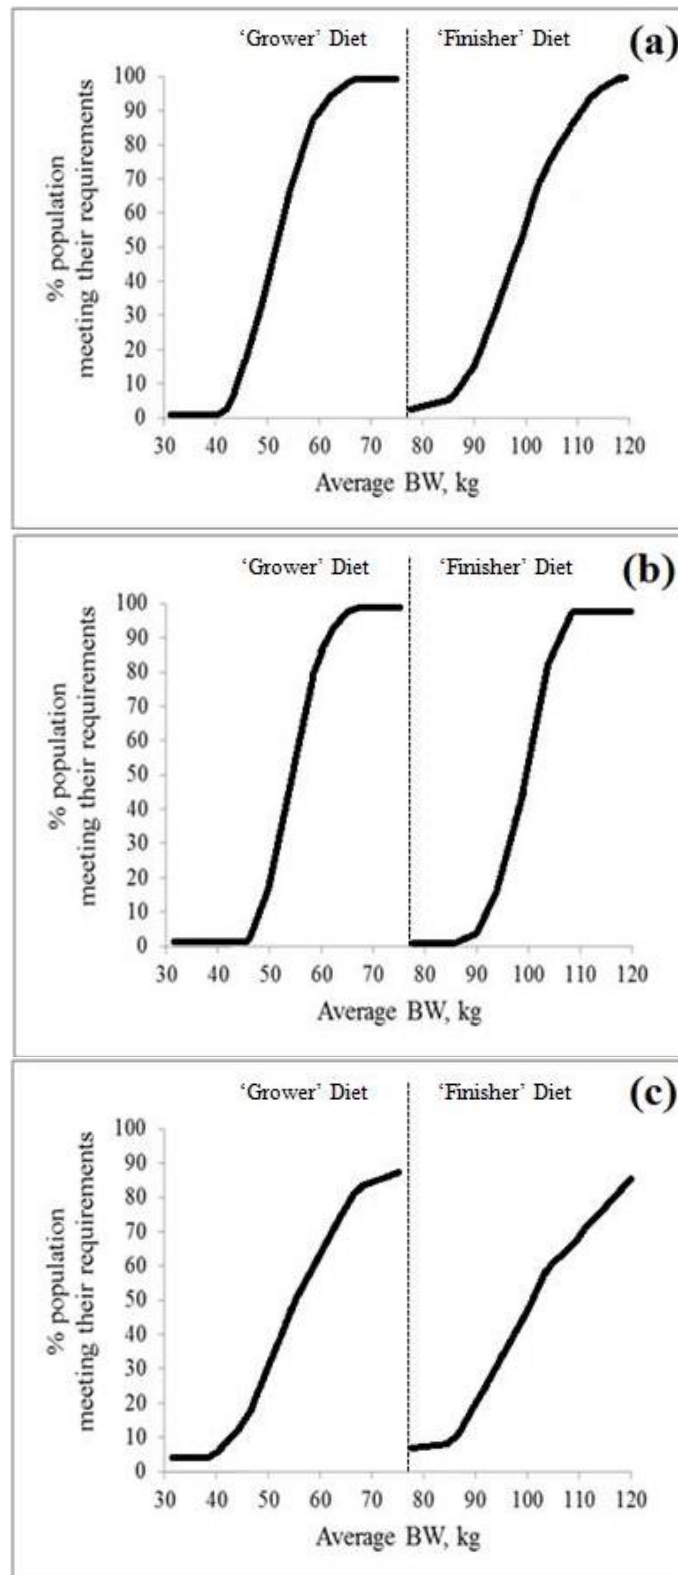 ‘Grower’ Diet ‘Finisher’ Diet (a)
100
90
80
70
60
50
40
30
20
10
0
% population
meeting their requirements
30 40 50 60 70 80 90 100 110 120
Average BW, kg
‘Grower’ Diet ‘Finisher’ Diet (b)
100
90
80
70
60
50
40
30
20
10
0
% population
meeting their requirements
30 40 50 60 70 80 90 100 110 120
Average BW, kg
‘Grower’ Diet ‘Finisher’ Diet (c)
100
90
80
70
60
50
40
30
20
10
0
% population
meeting their requirements
30 40 50 60 70 80 90 100 110 120
Average BW, kg